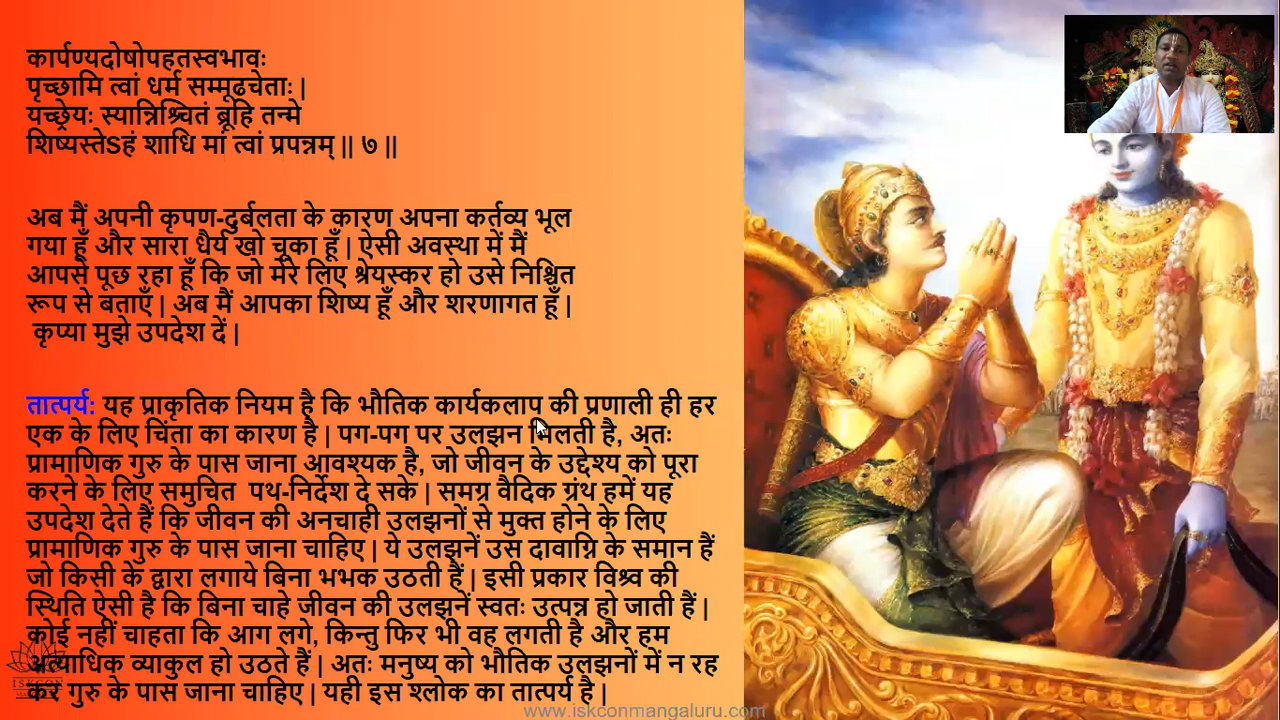 कार्पण्यदोषोपहतस्वभावः
पृच्छामि त्वां धर्म सम्मूढचेताः |
यच्छ्रेयः स्यान्निश्र्चितं ब्रूहि तन्मे
शिष्यस्तेSहं शाधि मां त्वां प्रपन्नम् || ७ ||
अब मैं अपनी कृपण-दुर्बलता के कारण अपना कर्तव्य भूल
गया हूँ और सारा धैर्य खो चूका हूँ | ऐसी अवस्था में मैं
आपसे पूछ रहा हूँ कि जो मेरे लिए श्रेयस्कर हो उसे निश्चित
रूप से बताएँ | अब मैं आपका शिष्य हूँ और शरणागत हूँ |
कृप्या मुझे उपदेश दें |
तात्पर्य: यह प्राकृतिक नियम है कि भौतिक कार्यकलाप की प्रणाली ही हर
एक के लिए चिंता का कारण है | पग-पग पर उलझन मिलती है, अतः
प्रामाणिक गुरु के पास जाना आवश्यक है, जो जीवन के उद्देश्य को पूरा
करने के लिए समुचित पथ-निर्देश दे सके | समग्र वैदिक ग्रंथ हमें यह
उपदेश देते हैं कि जीवन की अनचाही उलझनों से मुक्त होने के लिए
प्रामाणिक गुरु के पास जाना चाहिए | ये उलझनें उस दावाग्नि के समान हैं
जो किसी के द्वारा लगाये बिना भभक उठती हैं | इसी प्रकार विश्र्व की
स्थिति ऐसी है कि बिना चाहे जीवन की उलझनें स्वतः उत्पन्न हो जाती हैं |
कोई नहीं चाहता कि आग लगे, किन्तु फिर भी वह लगती है और हम
अत्याधिक व्याकुल हो उठते हैं | अतः मनुष्य को भौतिक उलझनों में न रह
कर गुरु के पास जाना चाहिए | यही इस श्लोक का तात्पर्य है |
ISKCON
www.iskconmangaluru.com